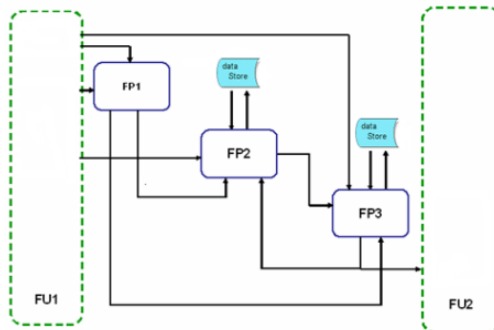 data
Store
FP1
data
Store
FP2
FP3
FU1
FU2